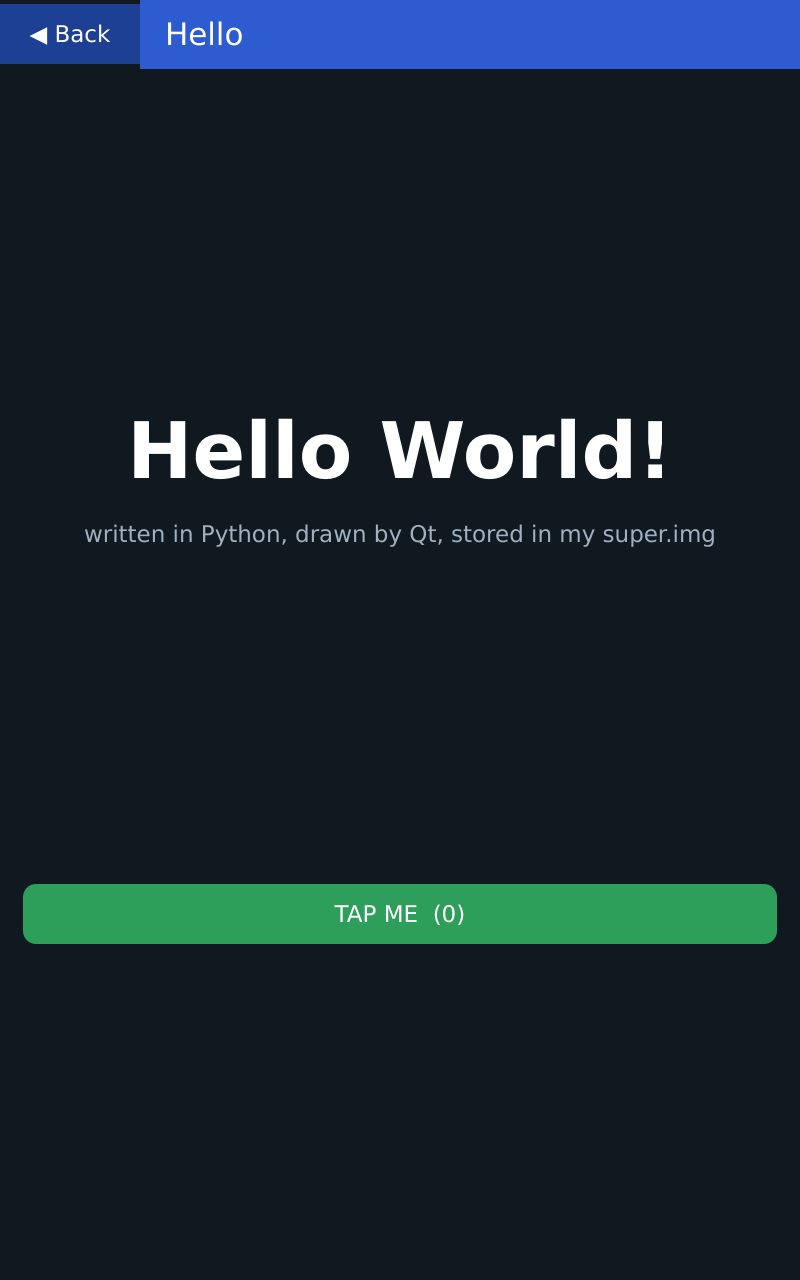 ◀ Back
Hello
Hello World!
written in Python, drawn by Qt, stored in my super.img
TAP ME (0)